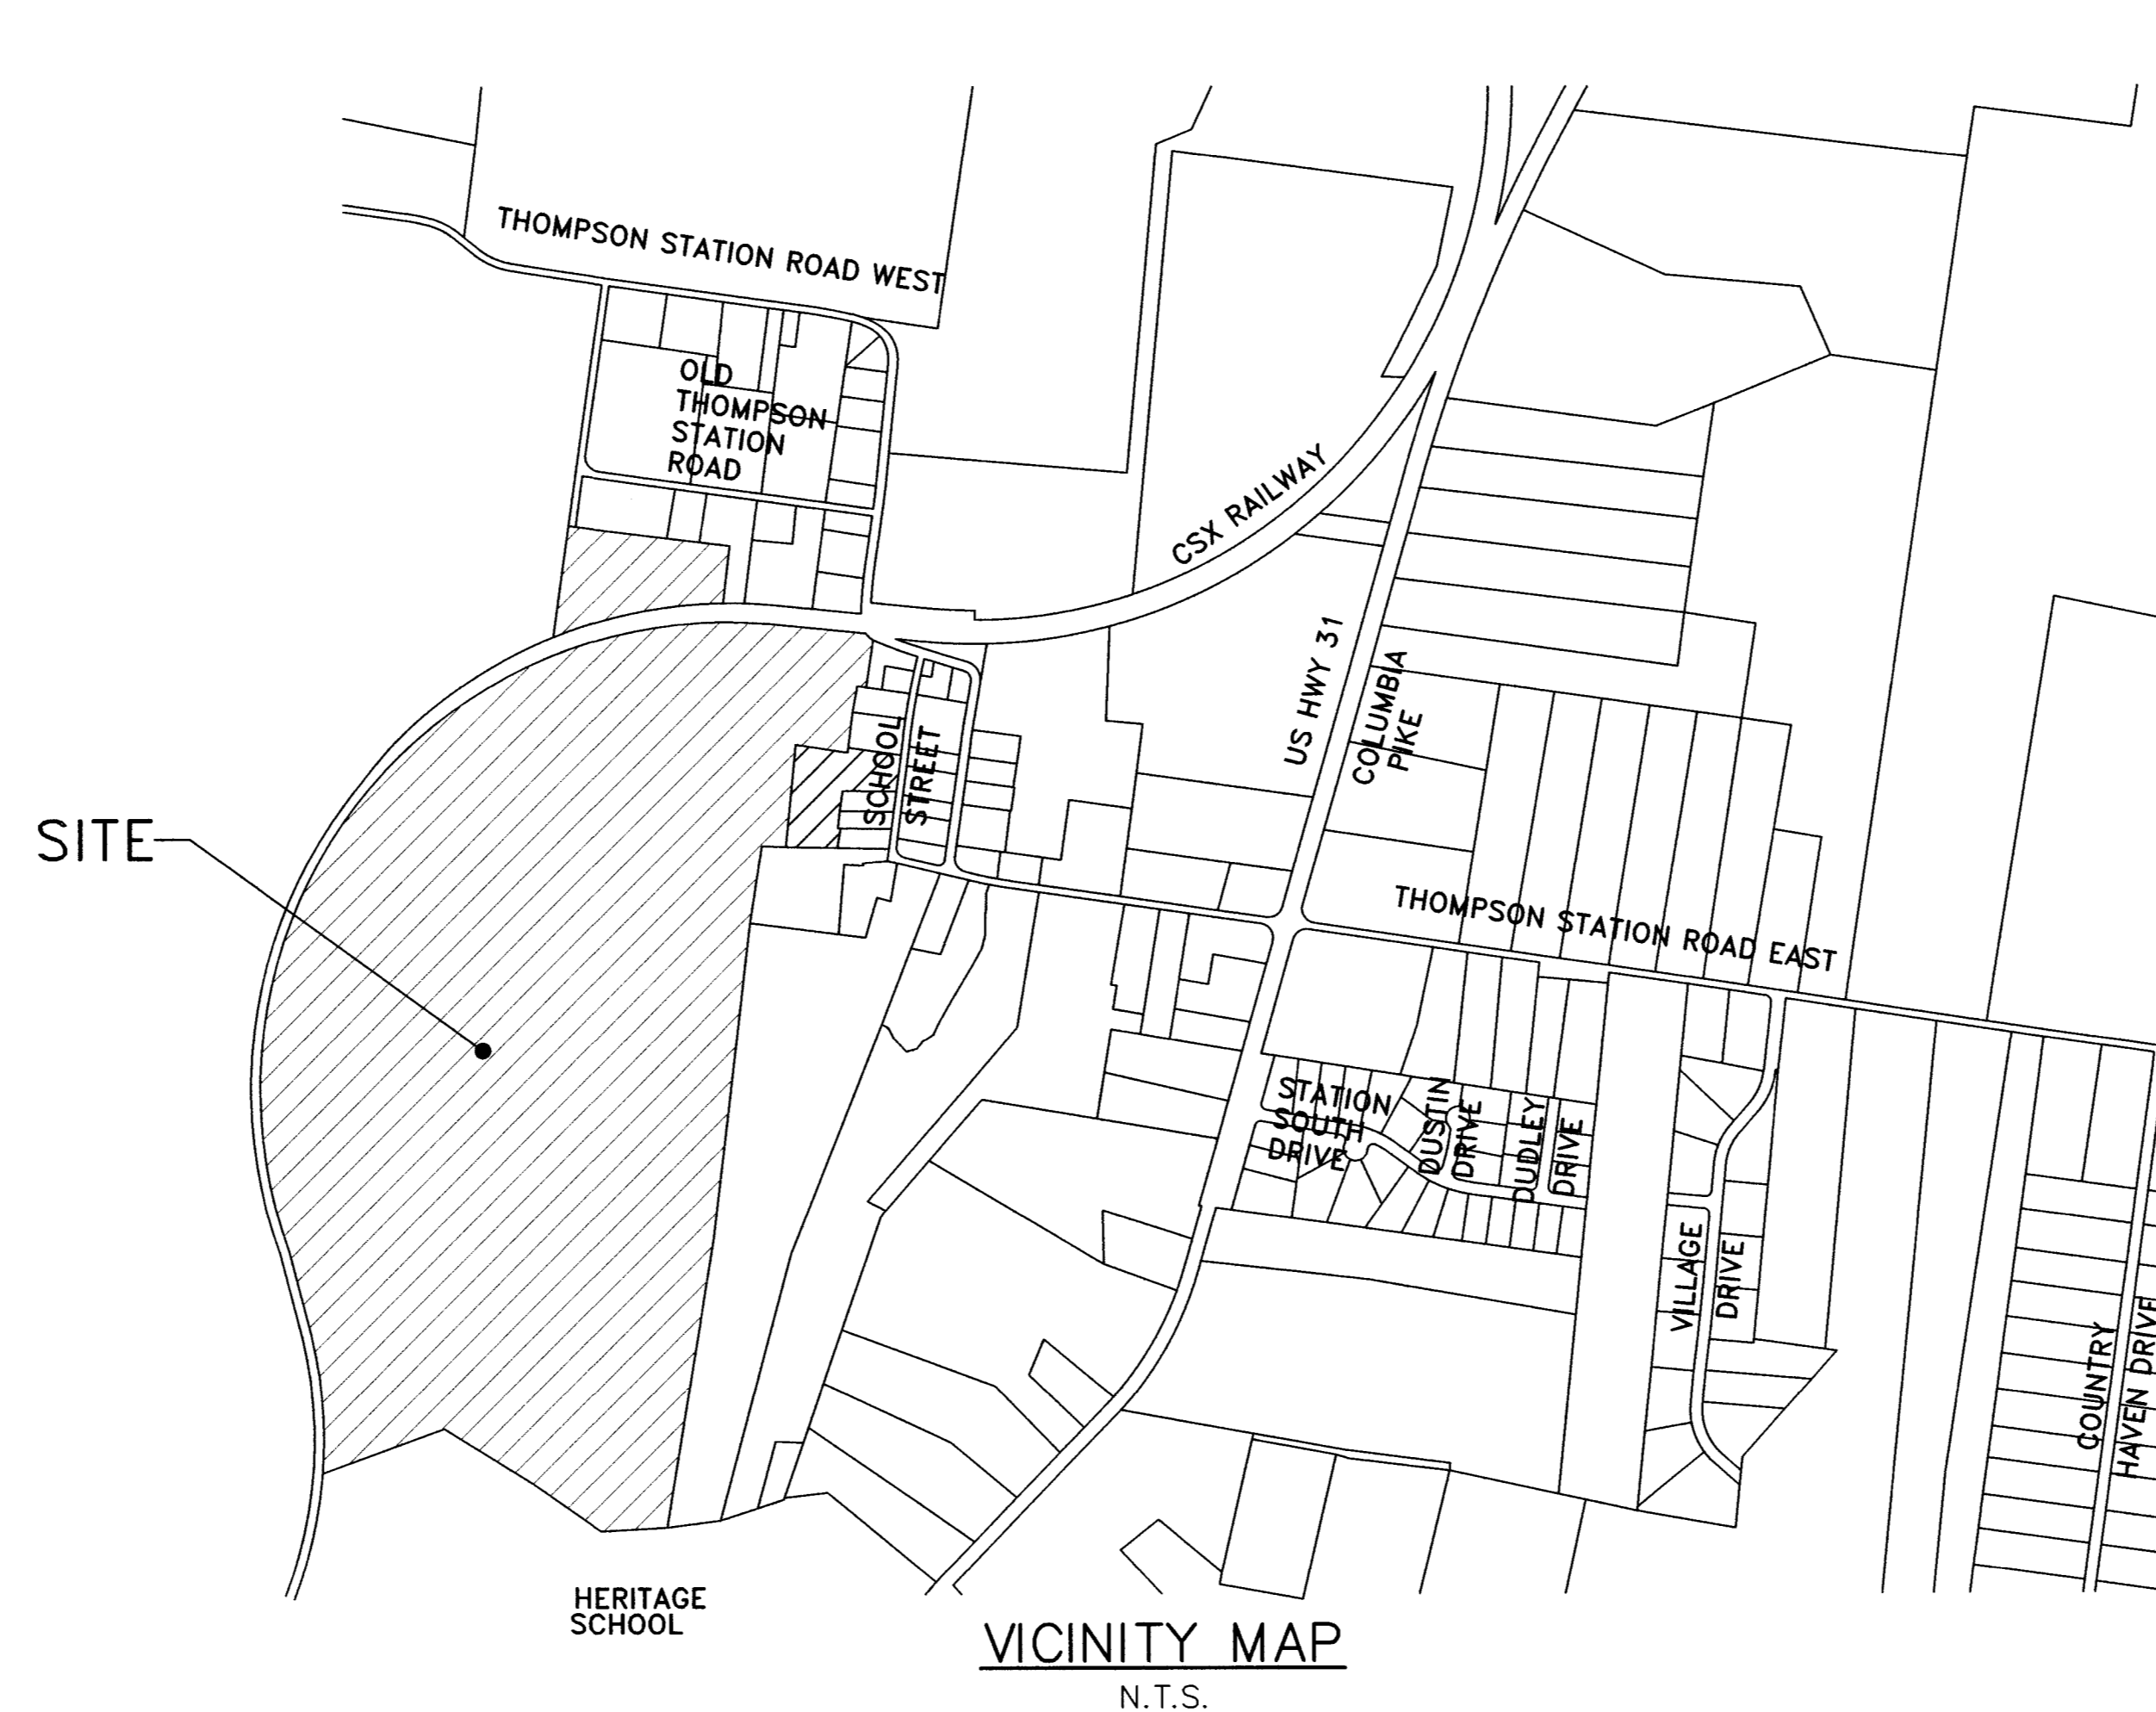 THOMPSON STATION ROAD WEST
OLD
THOMPSON
STATION
ROAD
CSX RAILWAY
US HWY 31
COLUMBIA
PIKE
SCHOOL
STREET
SITE
THOMPSON STATION ROAD EAST
STATION
SOUTH
DRIVE
DUSTIN
DRIVE
DUDLEY
DRIVE
VILLAGE
DRIVE
COUNTRY
HAVEN DRIVE
HERITAGE
SCHOOL
VICINITY MAP
N.T.S.